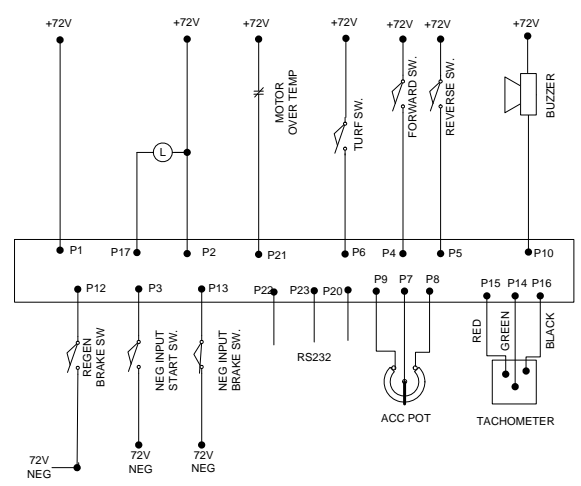 +72V
+72V
+72V
+72V
+72V
+72V
+72V
MOTOR
OVER TEMP
TURF SW.
FORWARD SW.
REVERSE SW.
BUZZER
L
P1
P17
P2
P21
P6
P4
P5
P10
P12
P3
P13
P22
P23
P20
P9
P7
P8
P15
P14
P16
REGEN
BRAKE SW
NEG INPUT
START SW.
NEG INPUT
BRAKE SW.
RS232
RED
GREEN
BLACK
ACC POT
TACHOMETER
72V
NEG
72V
NEG
72V
NEG